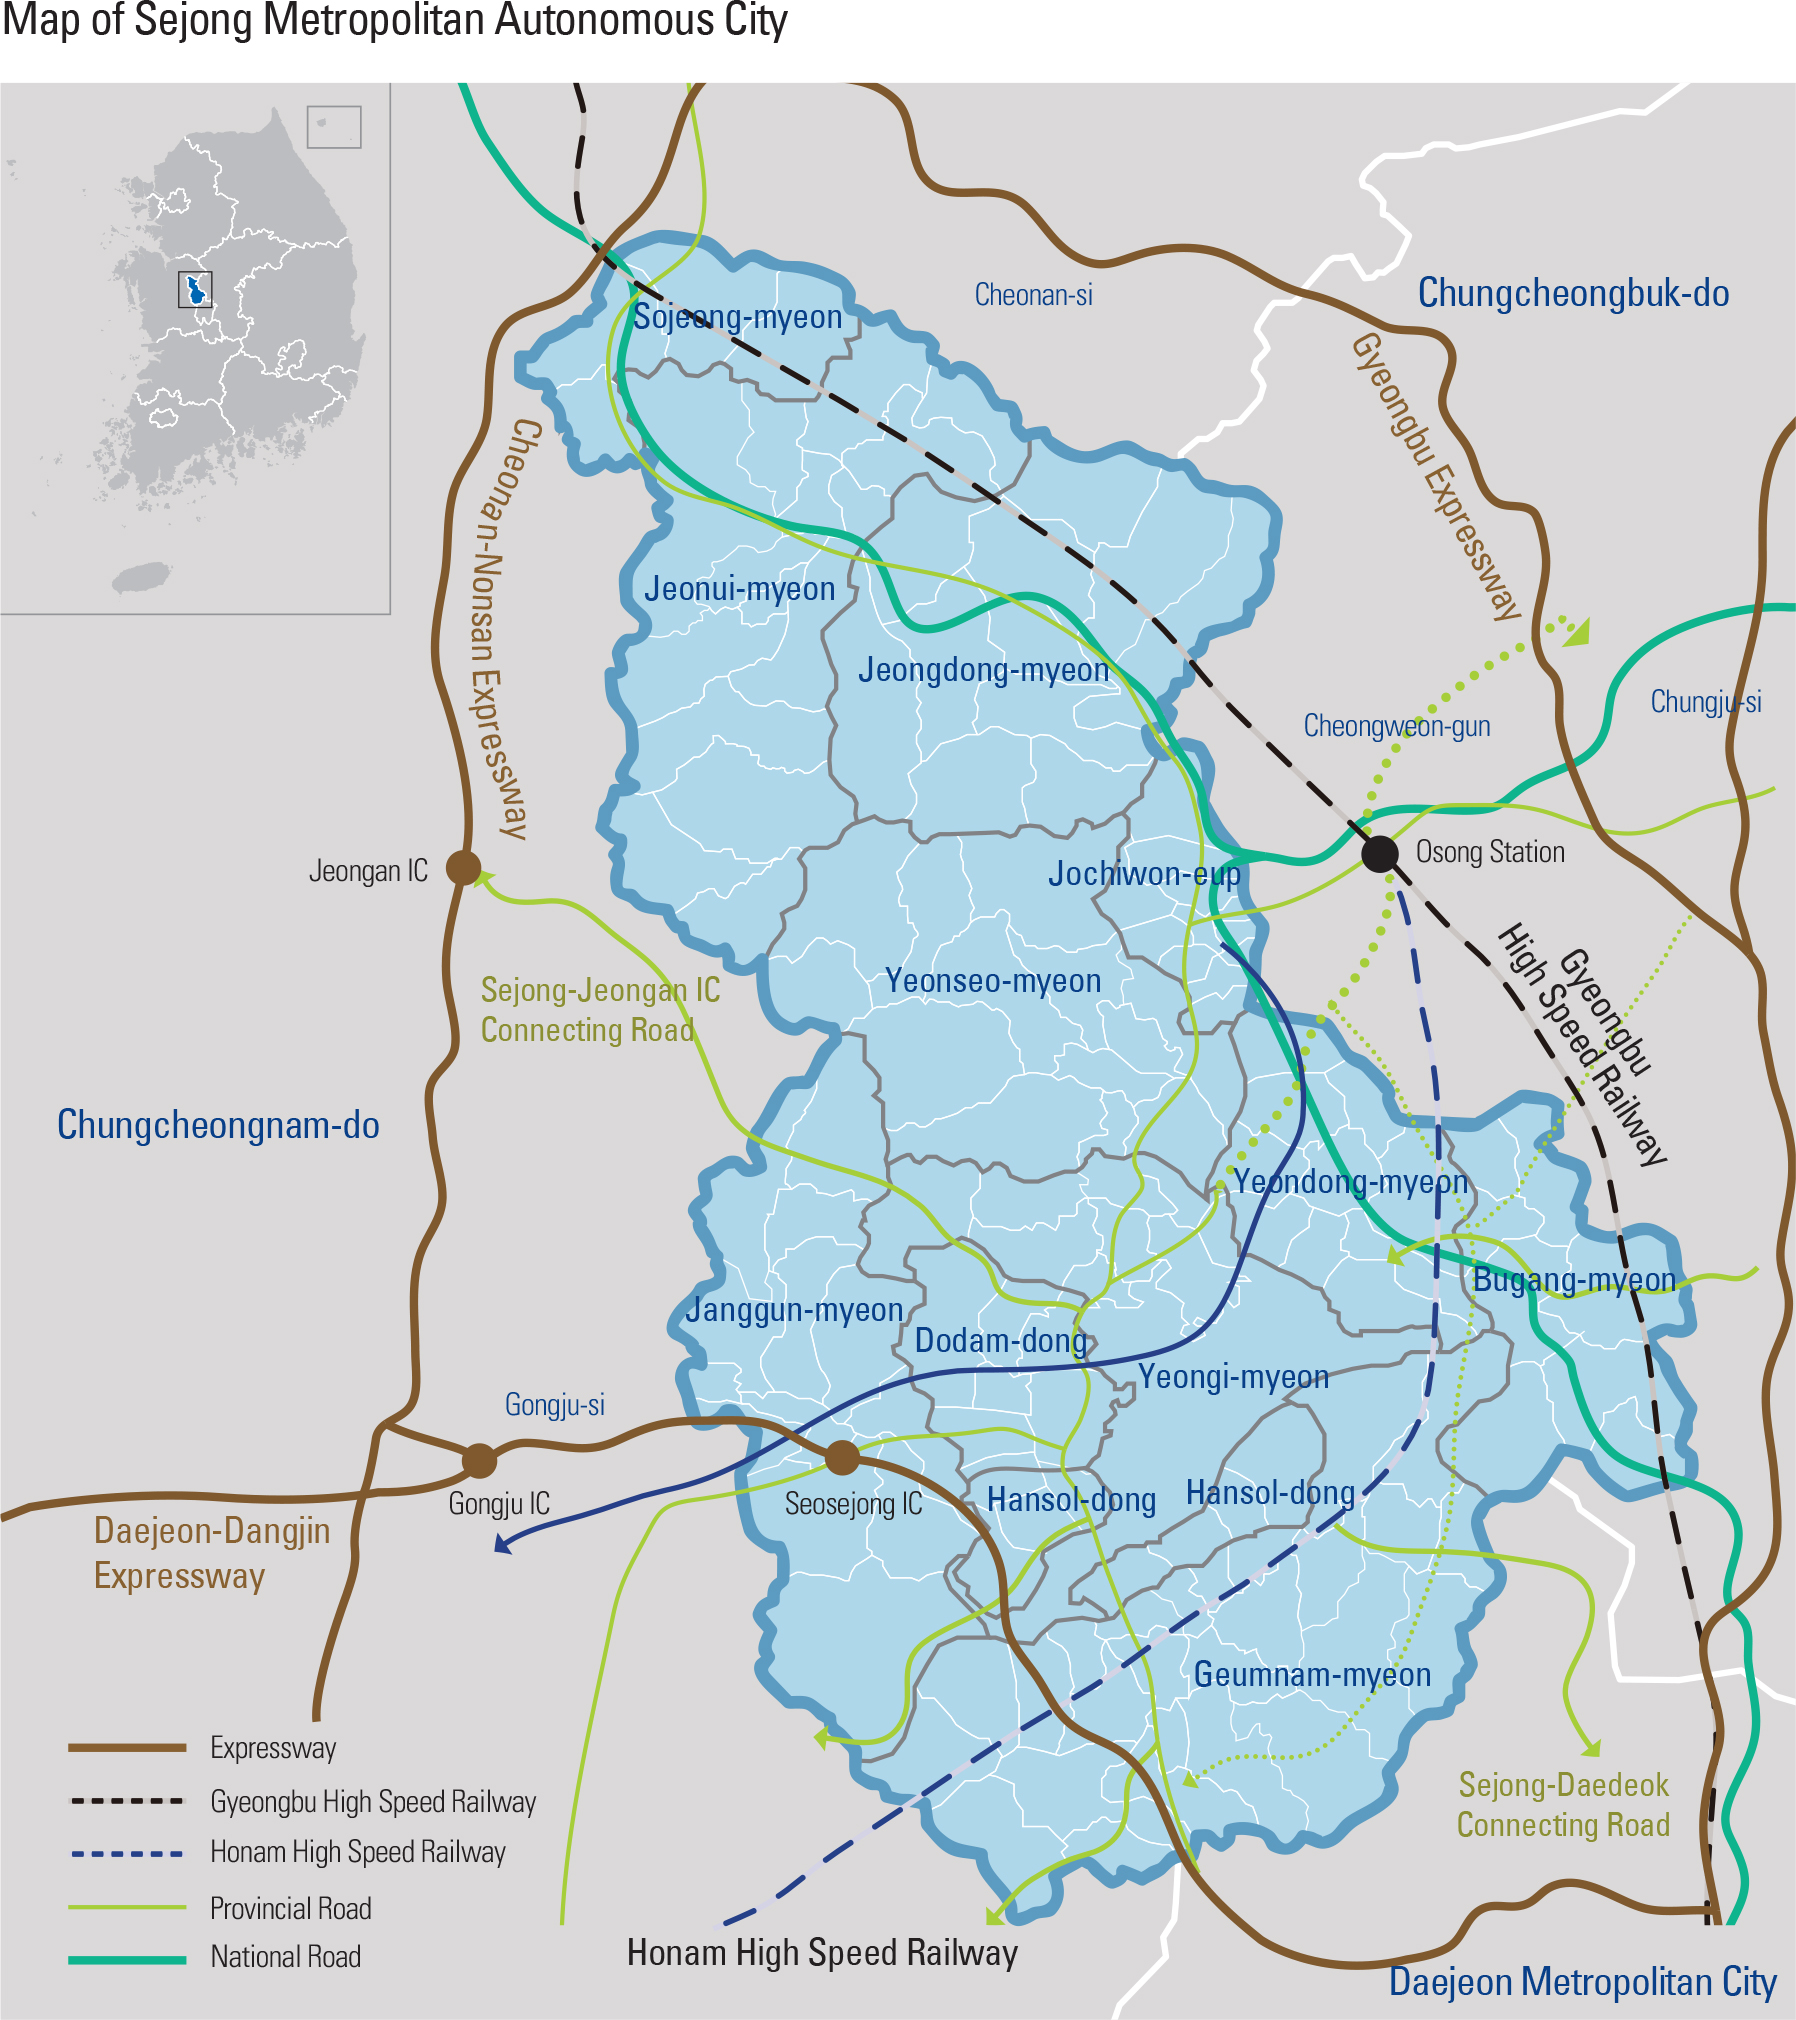 Map of Sejong Metropolitan Autonomous City
Cheonan-si
Chungcheongbuk-do
Sojeong-myeon
Gyeongbu Expressway
Cheonan-Nonsan Expressway
Jeonui-myeon
Jeongdong-myeon
Chungju-si
Cheongweon-gun
Jeongan IC
Jochiwon-eup
Osong Station
Sejong-Jeongan IC
Connecting Road
Yeonseo-myeon
Gyeongbu
High Speed Railway
Chungcheongnam-do
Yeondong-myeon
Bugang-myeon
Janggun-myeon
Dodam-dong
Yeongi-myeon
Gongju-si
Gongju IC
Seosejong IC
Hansol-dong
Hansol-dong
Daejeon-Dangjin
Expressway
Geumnam-myeon
Sejong-Daedeok
Connecting Road
Expressway
Gyeongbu High Speed Railway
Honam High Speed Railway
Provincial Road
National Road
Honam High Speed Railway
Daejeon Metropolitan City